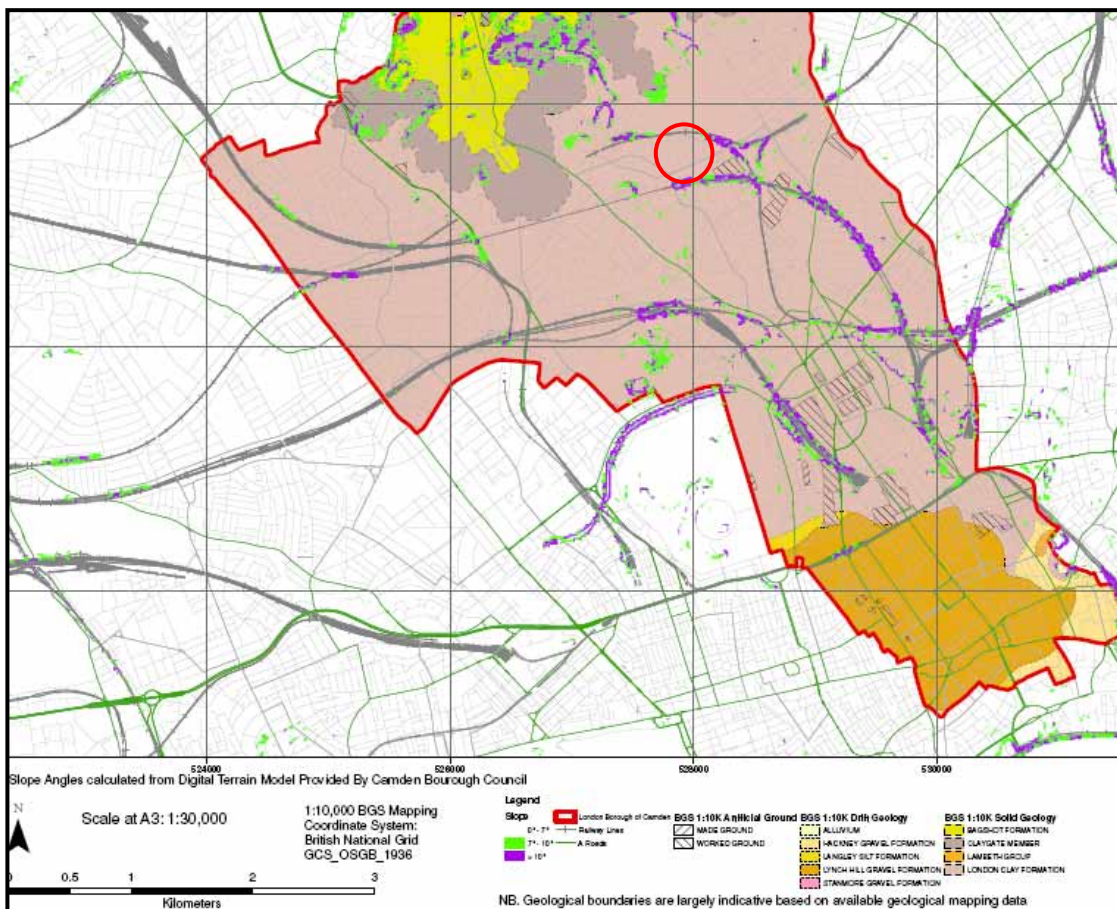 524000 526000 528000 530000
Slope Angles calculated from Digital Terrain Model Provided By Camden Bourough Council
N
Scale at A3: 1:30,000
0 0.5 1 2 3
Kilometers
1:10,000 BGS Mapping
Coordinate System:
British National Grid
GCS_OSGB_1936
Legend
Slope
0° - 7°
7° - 10°
> 10°
London Borough of Camden
Railway Lines
A Roads
BGS 1:10K Artificial Ground
MADE GROUND
WORKED GROUND
BGS 1:10K Drift Geology
ALLUVIUM
HACKNEY GRAVEL FORMATION
LANGLEY SILT FORMATION
LYNCH HILL GRAVEL FORMATION
STANMORE GRAVEL FORMATION
BGS 1:10K Solid Geology
BAGSHOT FORMATION
CLAYGATE MEMBER
LAMBETH GROUP
LONDON CLAY FORMATION
NB. Geological boundaries are largely indicative based on available geological mapping data